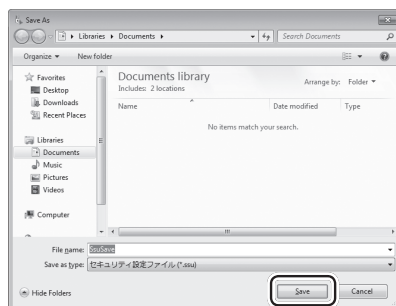 Save As
Libraries ▸ Documents ▸
Search Documents
Organize ▾ New folder
Favorites
Desktop
Downloads
Recent Places
Libraries
Documents
Music
Pictures
Videos
Computer
Documents library
Includes: 2 locations
Arrange by: Folder ▾
Name Date modified Type
No items match your search.
File name: SsuSave
Save as type: セキュリティ設定ファイル (*.ssu)
Hide Folders
Save Cancel